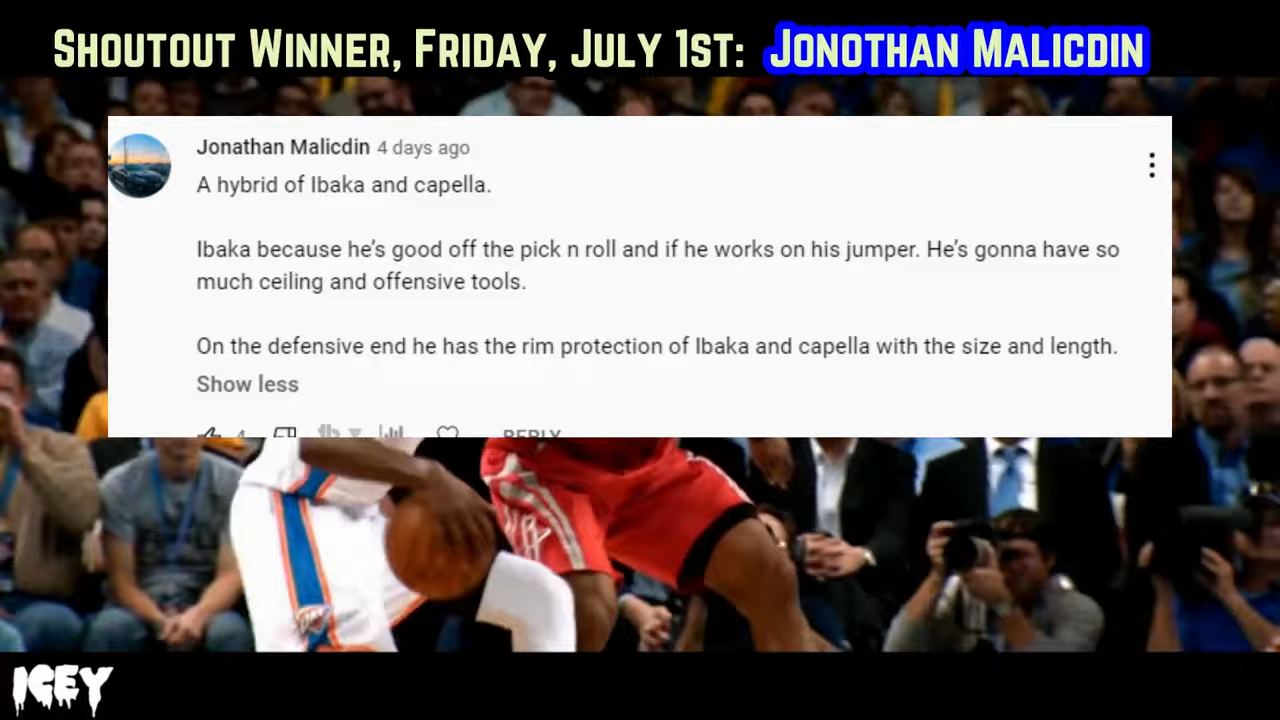 Shoutout Winner, Friday, July 1st: Jonothan Malicdin
Jonathan Malicdin 4 days ago
A hybrid of Ibaka and capella.
Ibaka because he's good off the pick n roll and if he works on his jumper. He's gonna have so
much ceiling and offensive tools.
On the defensive end he has the rim protection of Ibaka and capella with the size and length.
Show less
4 REPLY
ICEY